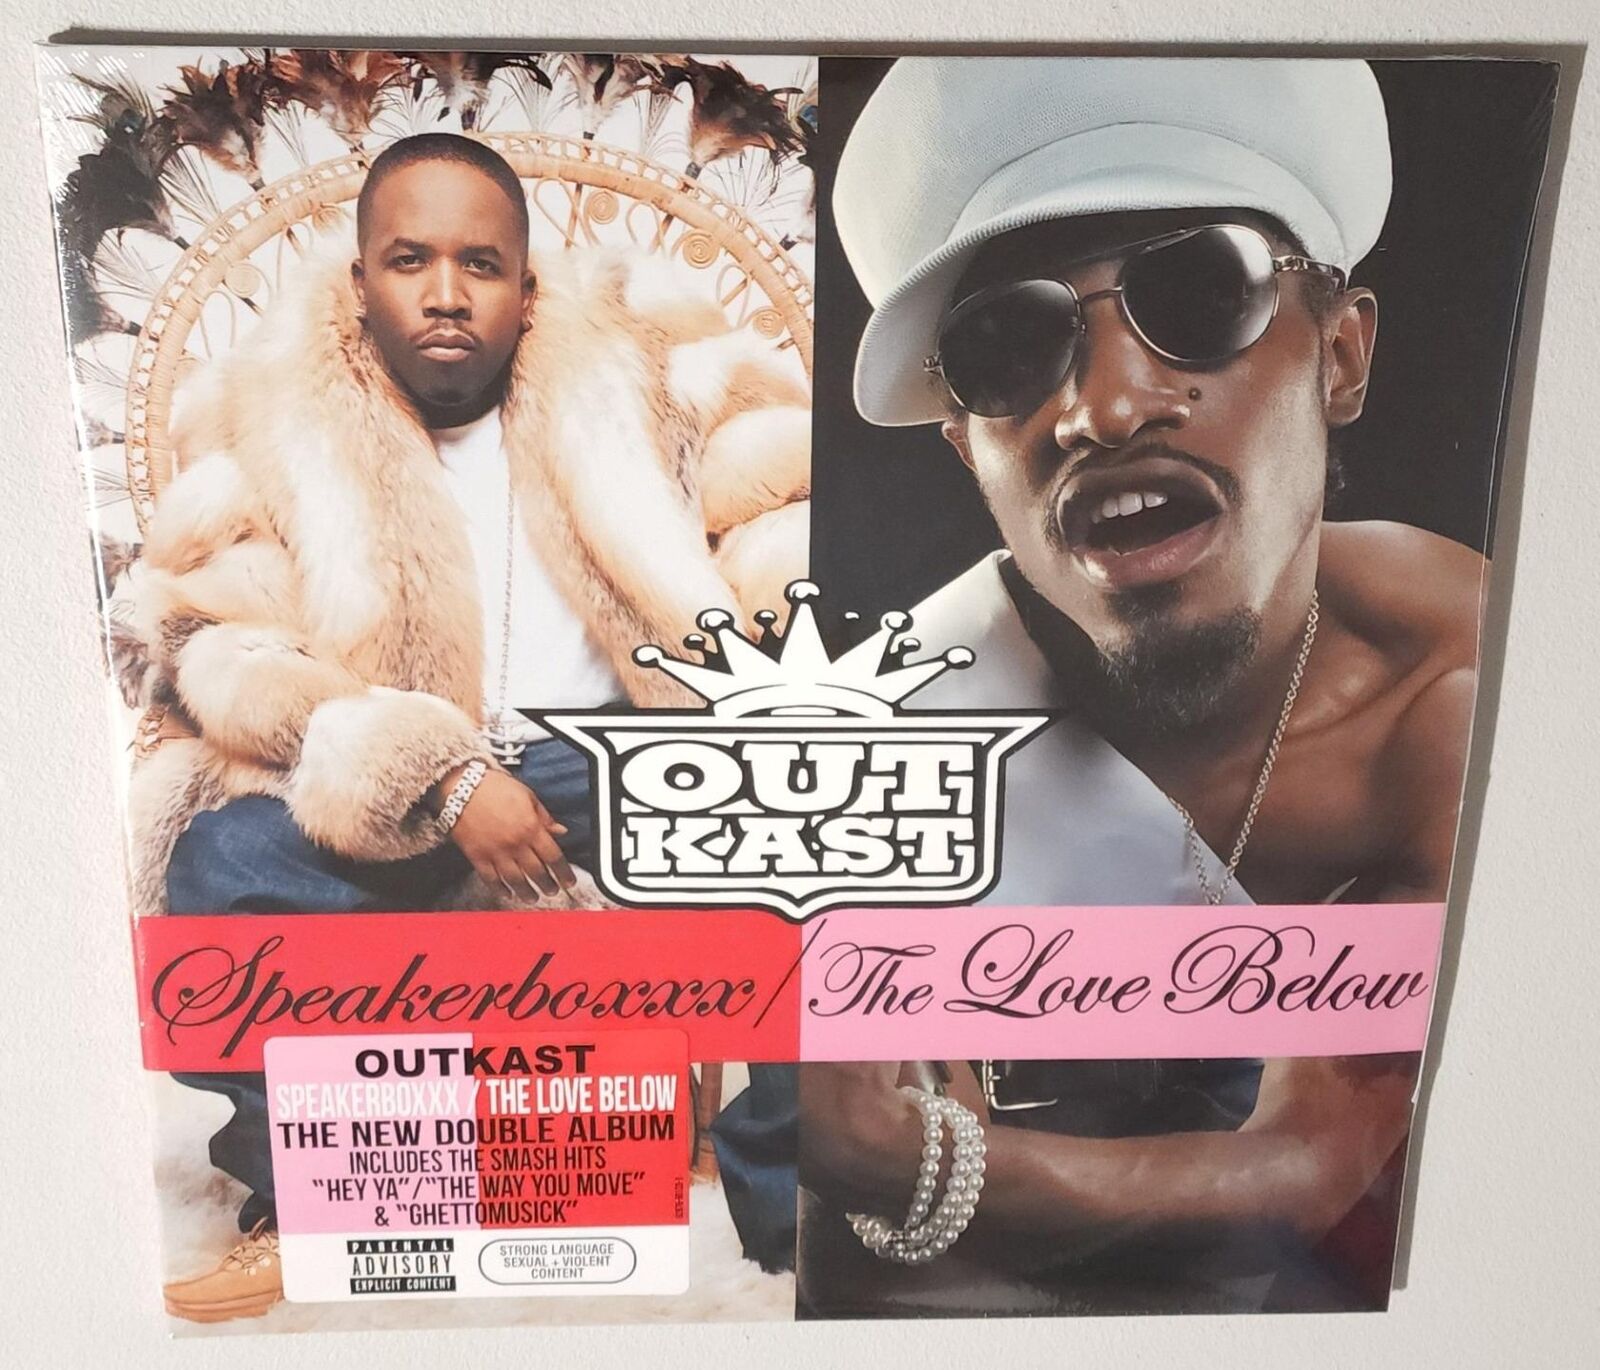 OUT
KAST
Speakerboxxx / The Love Below
OUTKAST
SPEAKERBOXXX / THE LOVE BELOW
THE NEW DOUBLE ALBUM
INCLUDES THE SMASH HITS
"HEY YA"/"THE WAY YOU MOVE"
& "GHETTOMUSICK"
PARENTAL
ADVISORY
EXPLICIT CONTENT
STRONG LANGUAGE
SEXUAL + VIOLENT
CONTENT